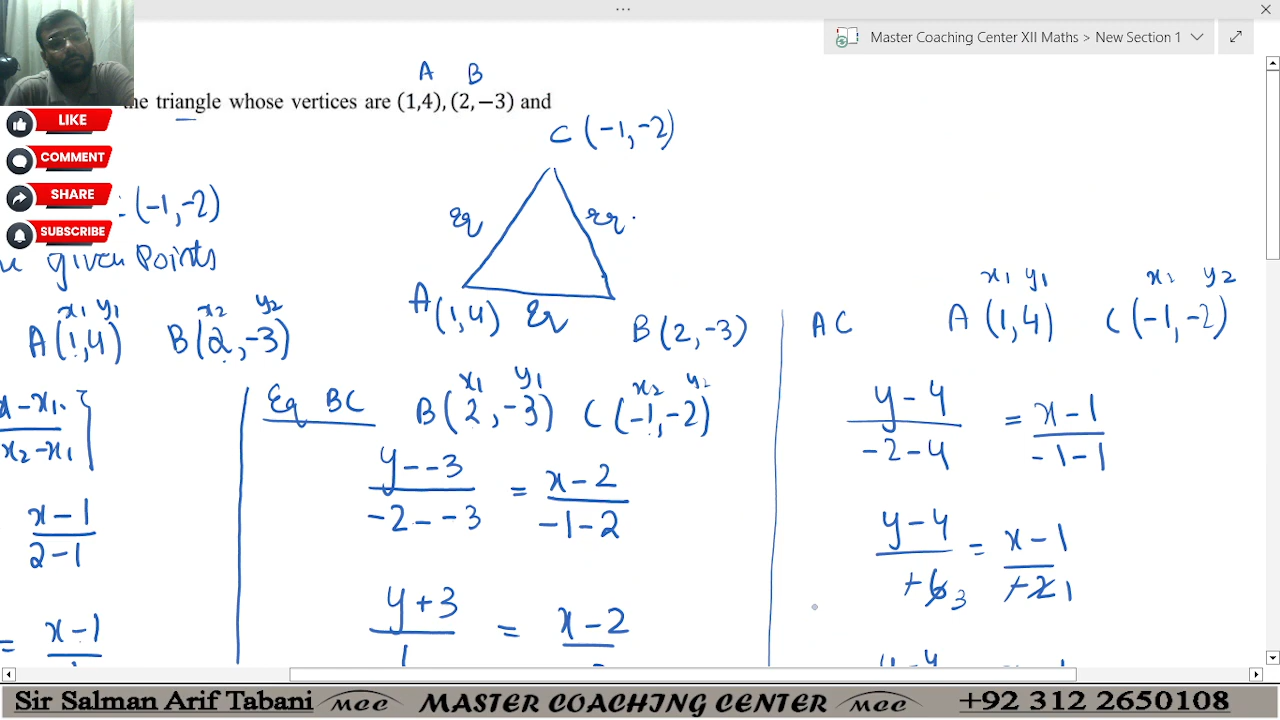 ...
Master Coaching Center XII Maths > New Section 1
A B
the triangle whose vertices are (1,4), (2,−3) and
C (-1,-2)
LIKE
COMMENT
SHARE
SUBSCRIBE
: (-1,-2)
given Points
Eq
Eq
Eq
A(1,4)
B(2,-3)
x1 y1 x2 y2
A(1,4) B(2,-3)
x-x1
x2-x1
x-1
2-1
= x-1
Eq BC
x1 y1 x2 y2
B(2,-3) C(-1,-2)
y--3 = x-2
-2--3 -1-2
y+3 = x-2
1
AC
x1 y1 x2 y2
A(1,4) C(-1,-2)
y-4 = x-1
-2-4 -1-1
y-4 = x-1
+6 3 +2 1
y-4
Sir Salman Arif Tabani MCC MASTER COACHING CENTER MCC +92 312 2650108